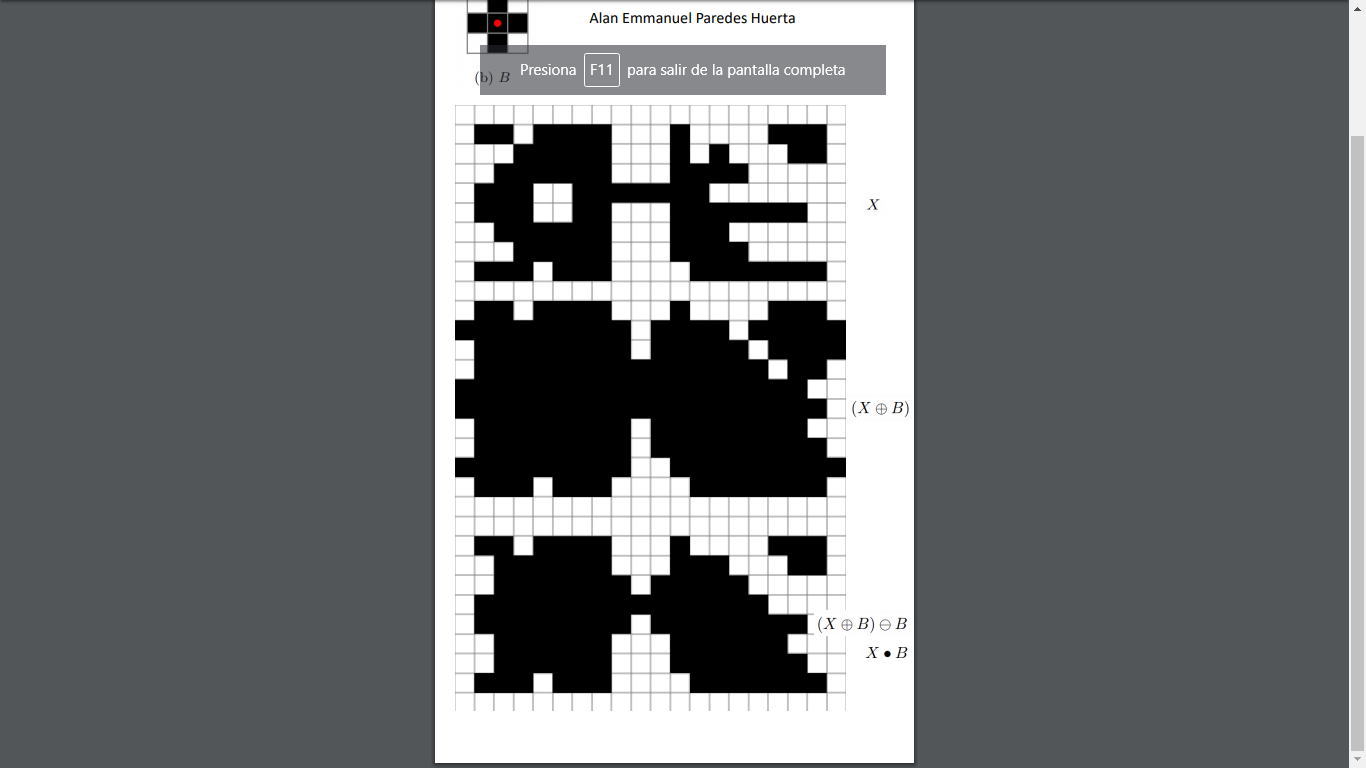 Alan Emmanuel Paredes Huerta
Presiona F11 para salir de la pantalla completa
(b) B
X
(X ⊕ B)
(X ⊕ B) ⊖ B
X • B